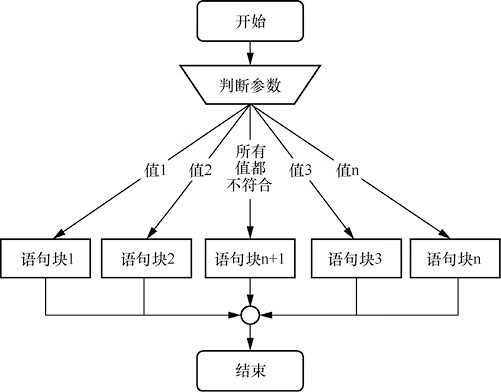 开始
判断参数
值1
值2
所有
值都
不符合
值3
值n
语句块1
语句块2
语句块n+1
语句块3
语句块n
结束